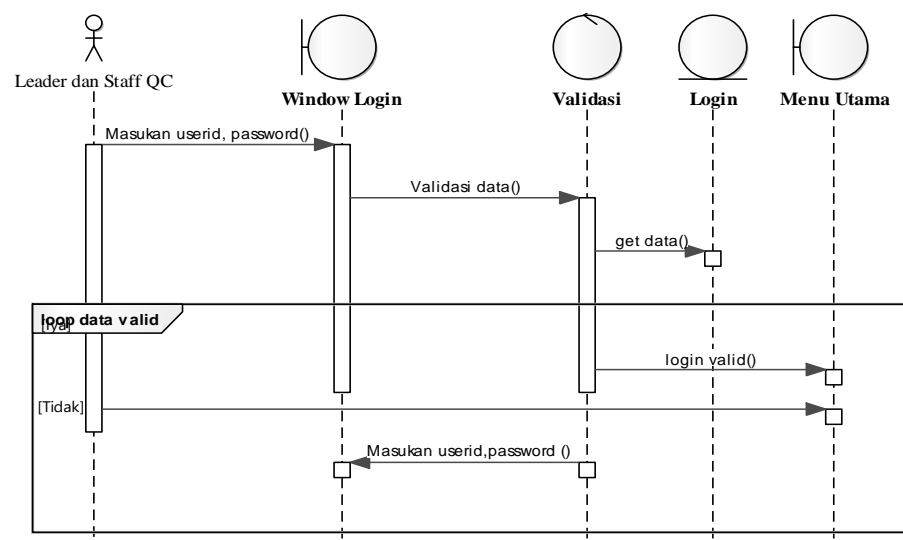 Leader dan Staff QC
Window Login
Validasi
Login
Menu Utama
Masukan userid, password()
Validasi data()
get data()
loop data valid
[Iya]
login valid()
[Tidak]
Masukan userid,password ()